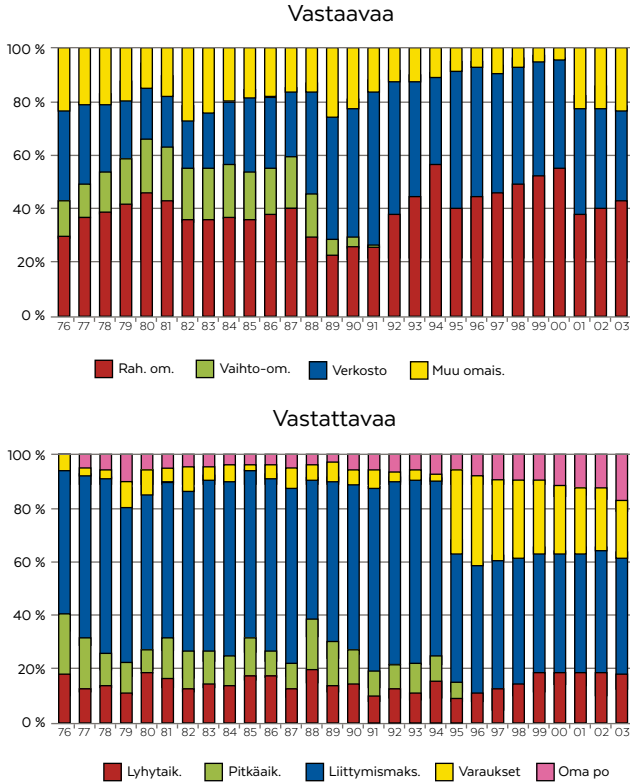 Vastaavaa
100 %
80 %
60 %
40 %
20%
0 %
76 77 78 79 80 81 82 83 84 85 86 87 88 89 90 91 92 93 94 95 96 97 98 99 00 01 02 03
Rah. om. Vaihto-om. Verkosto Muu omais.
Vastattavaa
100 %
80 %
60 %
40 %
20%
0 %
76 77 78 79 80 81 82 83 84 85 86 87 88 89 90 91 92 93 94 95 96 97 98 99 00 01 02 03
Lyhytaik. Pitkäaik. Liittymismaks. Varaukset Oma po